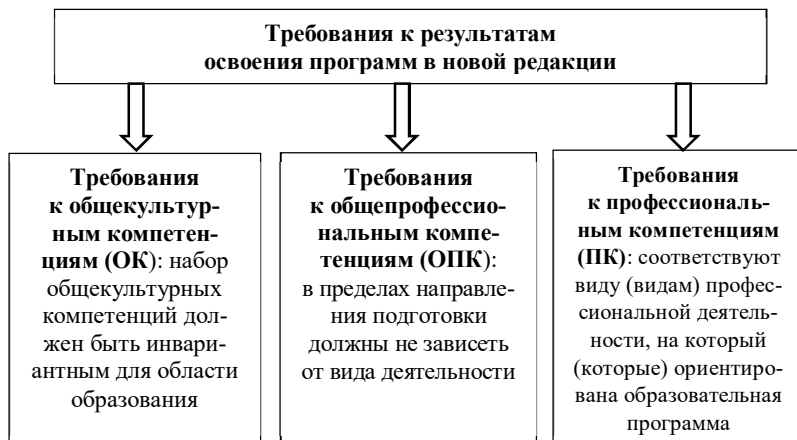 Требования к результатам
освоения программ в новой редакции
Требования
к общекультур-
ным компетен-
циям (ОК): набор
общекультурных
компетенций дол-
жен быть инвари-
антным для области
образования
Требования
к общепрофессио-
нальным компе-
тенциям (ОПК):
в пределах направле-
ния подготовки
должны не зависеть
от вида деятельности
Требования
к профессиональ-
ным компетенциям
(ПК): соответствуют
виду (видам) профес-
сиональной деятель-
ности, на который
(которые) ориентиро-
вана образовательная
программа